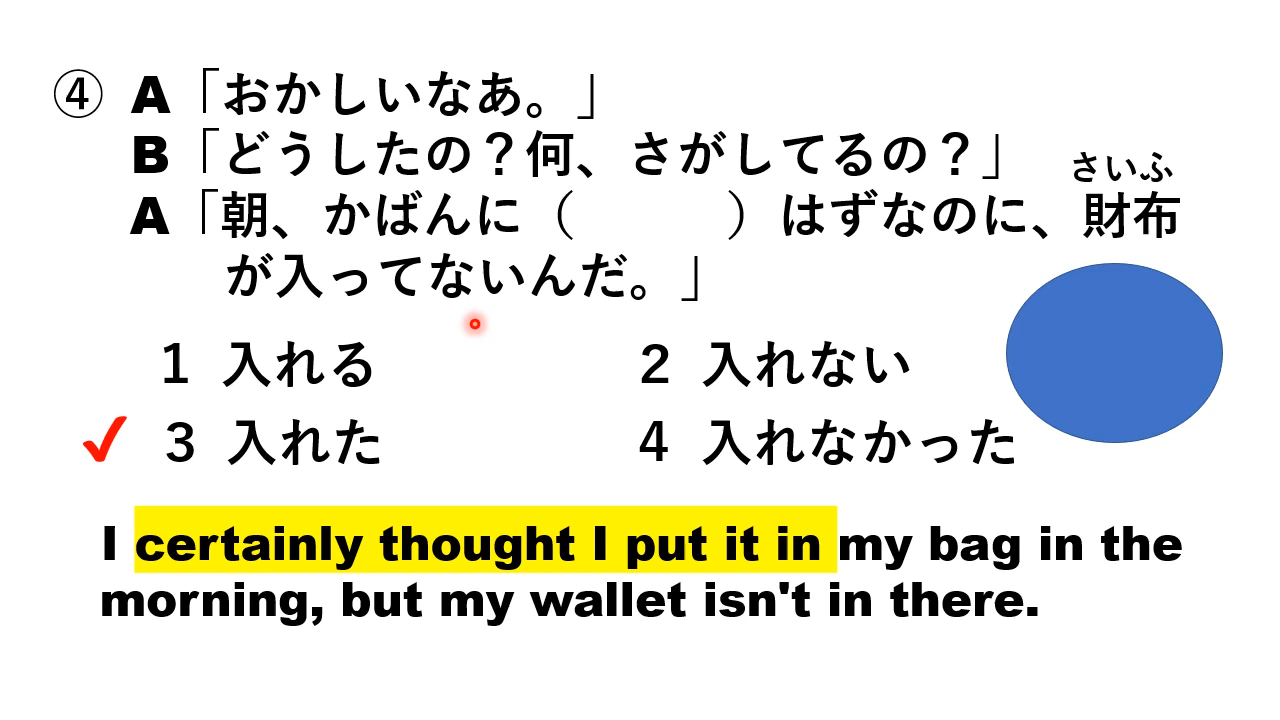 ④ A「おかしいなあ。」
B「どうしたの？何、さがしてるの？」
さいふ
A「朝、かばんに（　　　）はずなのに、財布
が入ってないんだ。」
1 入れる 2 入れない
3 入れた 4 入れなかった
I certainly thought I put it in my bag in the
morning, but my wallet isn't in there.